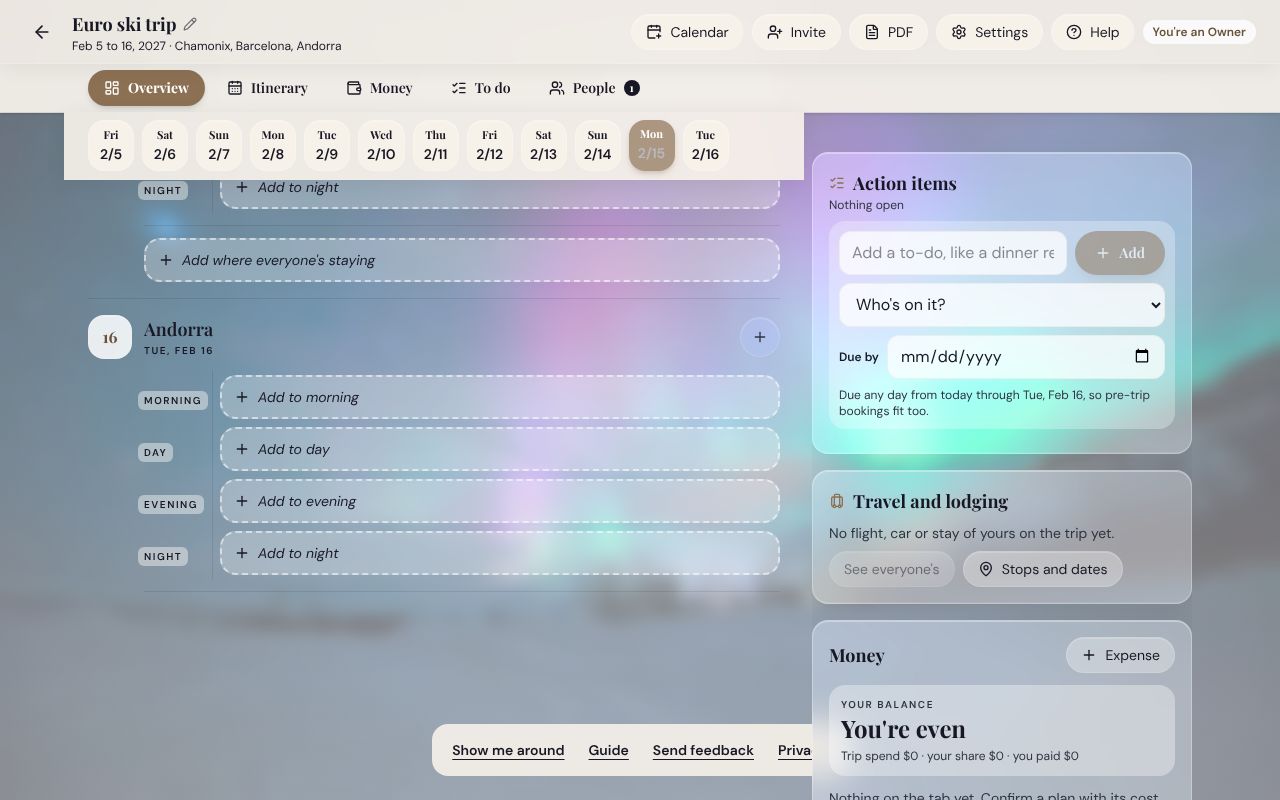 Euro ski trip
Feb 5 to 16, 2027 · Chamonix, Barcelona, Andorra
Calendar
Invite
PDF
Settings
Help
You're an Owner
Overview
Itinerary
Money
To do
People 1
Fri 2/5
Sat 2/6
Sun 2/7
Mon 2/8
Tue 2/9
Wed 2/10
Thu 2/11
Fri 2/12
Sat 2/13
Sun 2/14
Mon 2/15
Tue 2/16
NIGHT
Add to night
Add where everyone's staying
16
Andorra
TUE, FEB 16
MORNING
Add to morning
DAY
Add to day
EVENING
Add to evening
NIGHT
Add to night
Show me around
Guide
Send feedback
Action items
Nothing open
Add a to-do, like a dinner re
Add
Who's on it?
Due by
mm/dd/yyyy
Due any day from today through Tue, Feb 16, so pre-trip
bookings fit too.
Travel and lodging
No flight, car or stay of yours on the trip yet.
See everyone's
Stops and dates
Money
Expense
YOUR BALANCE
You're even
Trip spend $0 · your share $0 · you paid $0
Nothing on the tab yet. Confirm a plan with its cost